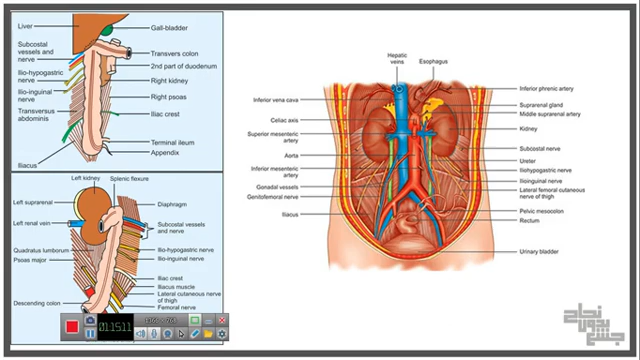 Liver
Gall-bladder
Subcostal
vessels and
nerve
Transvers colon
2nd part of duodenum
Ilio-hypogastric
nerve
Right kidney
Ilio-inguinal
nerve
Right psoas
Transversus
abdominis
Iliac crest
Terminal ileum
Appendix
Iliacus
Left kidney
Splenic flexure
Left suprarenal
Diaphragm
Left renal vein
Subcostal vessels
and nerve
Quadratus lumborum
Ilio-hypogastric nerve
Psoas major
Ilio-inguinal nerve
Iliac crest
Iliacus muscle
Lateral cutaneous nerve
of thigh
Descending colon
Femoral nerve
Hepatic
veins
Esophagus
Inferior phrenic artery
Inferior vena cava
Suprarenal gland
Middle suprarenal artery
Celiac axis
Kidney
Superior mesenteric
artery
Subcostal nerve
Aorta
Ureter
Inferior mesenteric
artery
Iliohypogastric nerve
Ilioinguinal nerve
Gonadal vessels
Lateral femoral cutaneous
nerve of thigh
Genitofemoral nerve
Iliacus
Pelvic mesocolon
Rectum
Urinary bladder
نجاح
بدون